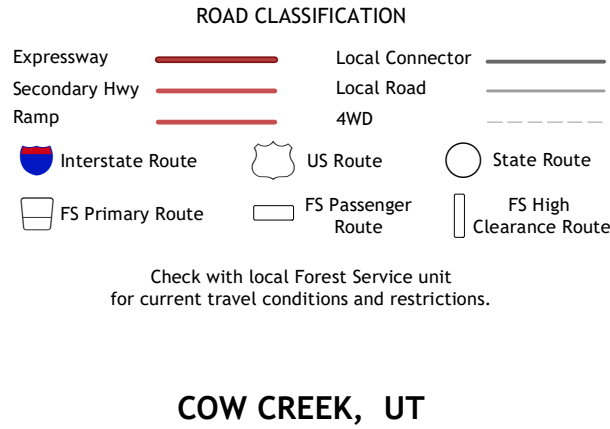 ROAD CLASSIFICATION
Expressway
Local Connector
Secondary Hwy
Local Road
Ramp
4WD
Interstate Route
US Route
State Route
FS Primary Route
FS Passenger
Route
FS High
Clearance Route
Check with local Forest Service unit
for current travel conditions and restrictions.
COW CREEK, UT